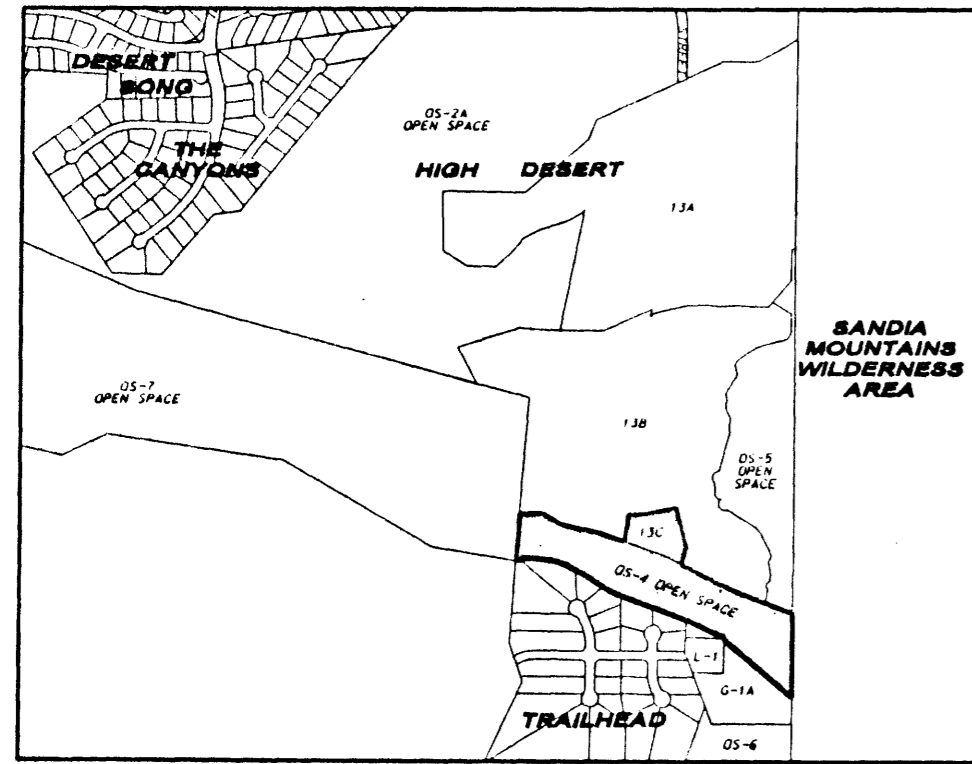 DESERT
SONG
THE
CANYONS
OS-2A
OPEN SPACE
HIGH DESERT
13A
SANDIA
MOUNTAINS
WILDERNESS
AREA
OS-7
OPEN SPACE
13B
OS-5
OPEN
SPACE
13C
OS-4 OPEN SPACE
L-1
G-1A
TRAILHEAD
OS-6